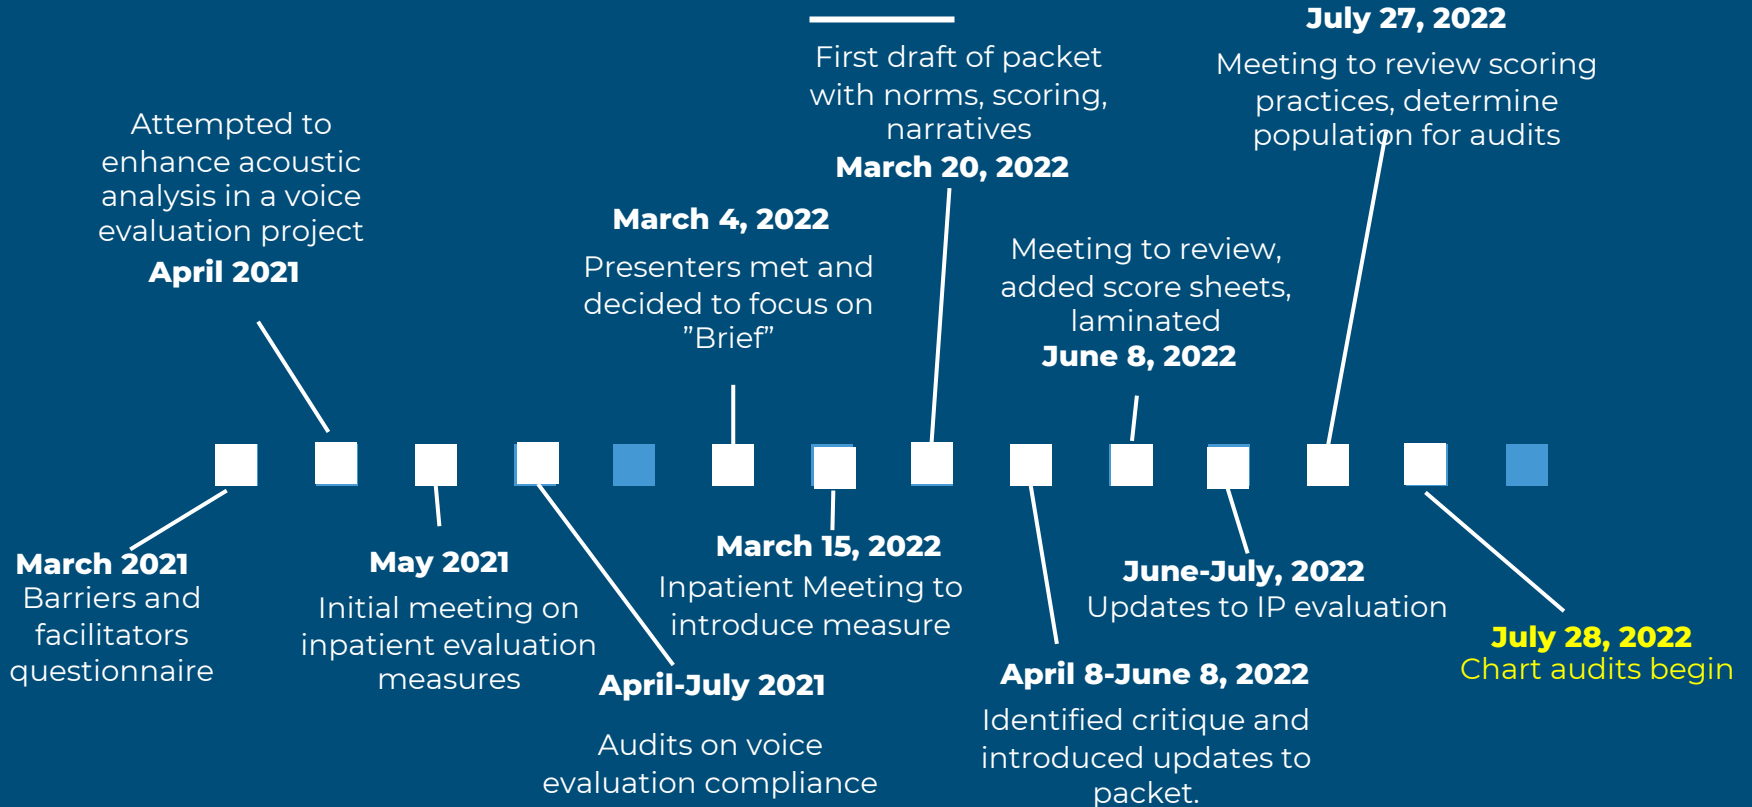 Attempted to
enhance acoustic
analysis in a voice
evaluation project
April 2021
March 4, 2022
Presenters met and
decided to focus on
”Brief”
First draft of packet
with norms, scoring,
narratives
March 20, 2022
Meeting to review,
added score sheets,
laminated
June 8, 2022
July 27, 2022
Meeting to review scoring
practices, determine
population for audits
March 2021
Barriers and
facilitators
questionnaire
May 2021
Initial meeting on
inpatient evaluation
measures
April-July 2021
Audits on voice
evaluation compliance
March 15, 2022
Inpatient Meeting to
introduce measure
April 8-June 8, 2022
Identified critique and
introduced updates to
packet.
June-July, 2022
Updates to IP evaluation
July 28, 2022
Chart audits begin